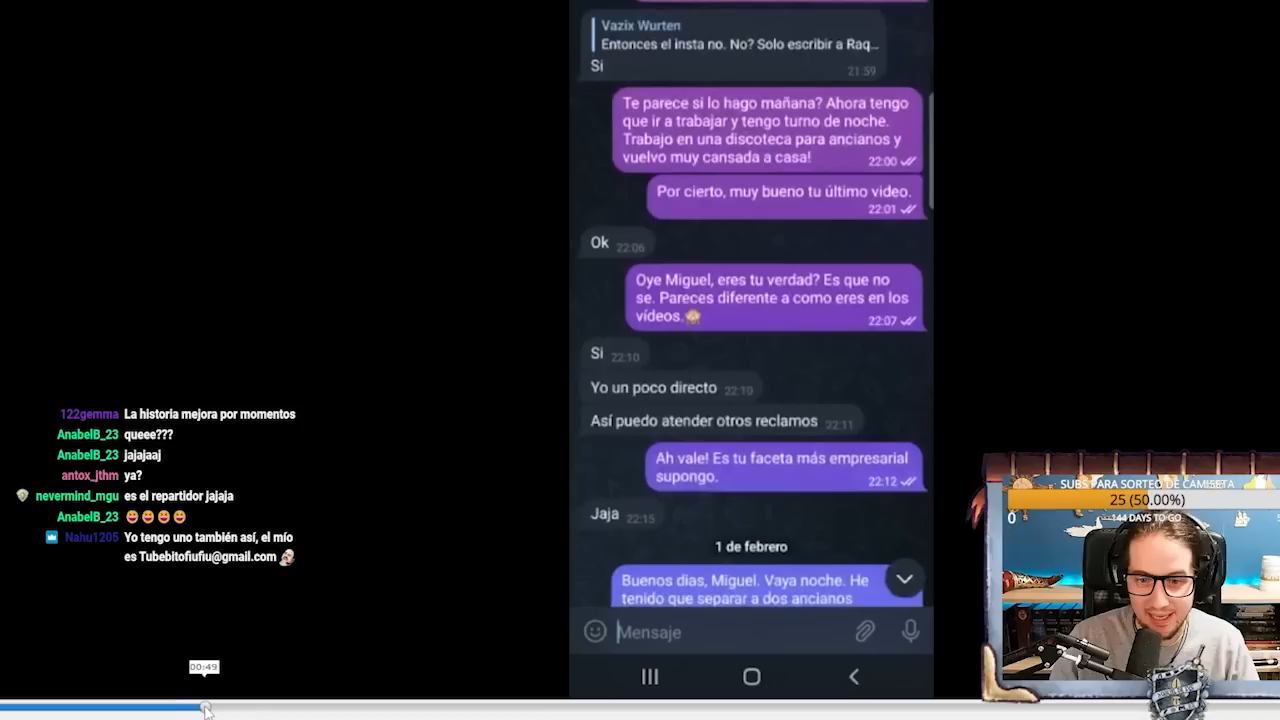 Vazix Wurten
Entonces el insta no. No? Solo escribir a Raq...
Si
21:59
Te parece si lo hago mañana? Ahora tengo
que ir a trabajar y tengo turno de noche.
Trabajo en una discoteca para ancianos y
vuelvo muy cansada a casa!
22:00
Por cierto, muy bueno tu último video.
22:01
Ok 22:06
Oye Miguel, eres tu verdad? Es que no
se. Pareces diferente a como eres en los
vídeos.🙈
22:07
Si 22:10
Yo un poco directo 22:10
Así puedo atender otros reclamos 22:11
Ah vale! Es tu faceta más empresarial
supongo.
22:12
Jaja 22:15
1 de febrero
Buenos dias, Miguel. Vaya noche. He
tenido que separar a dos ancianos
Mensaje
122gemma La historia mejora por momentos
AnabelB_23 queee???
AnabelB_23 jajajaaj
antox_jthm ya?
nevermind_mgu es el repartidor jajaja
AnabelB_23
Nahu1205 Yo tengo uno también así, el mío
es Tubebitofiufiu@gmail.com
SUBS PARA SORTEO DE CAMISETA
25 (50.00%)
0
144 DAYS TO GO
00:49